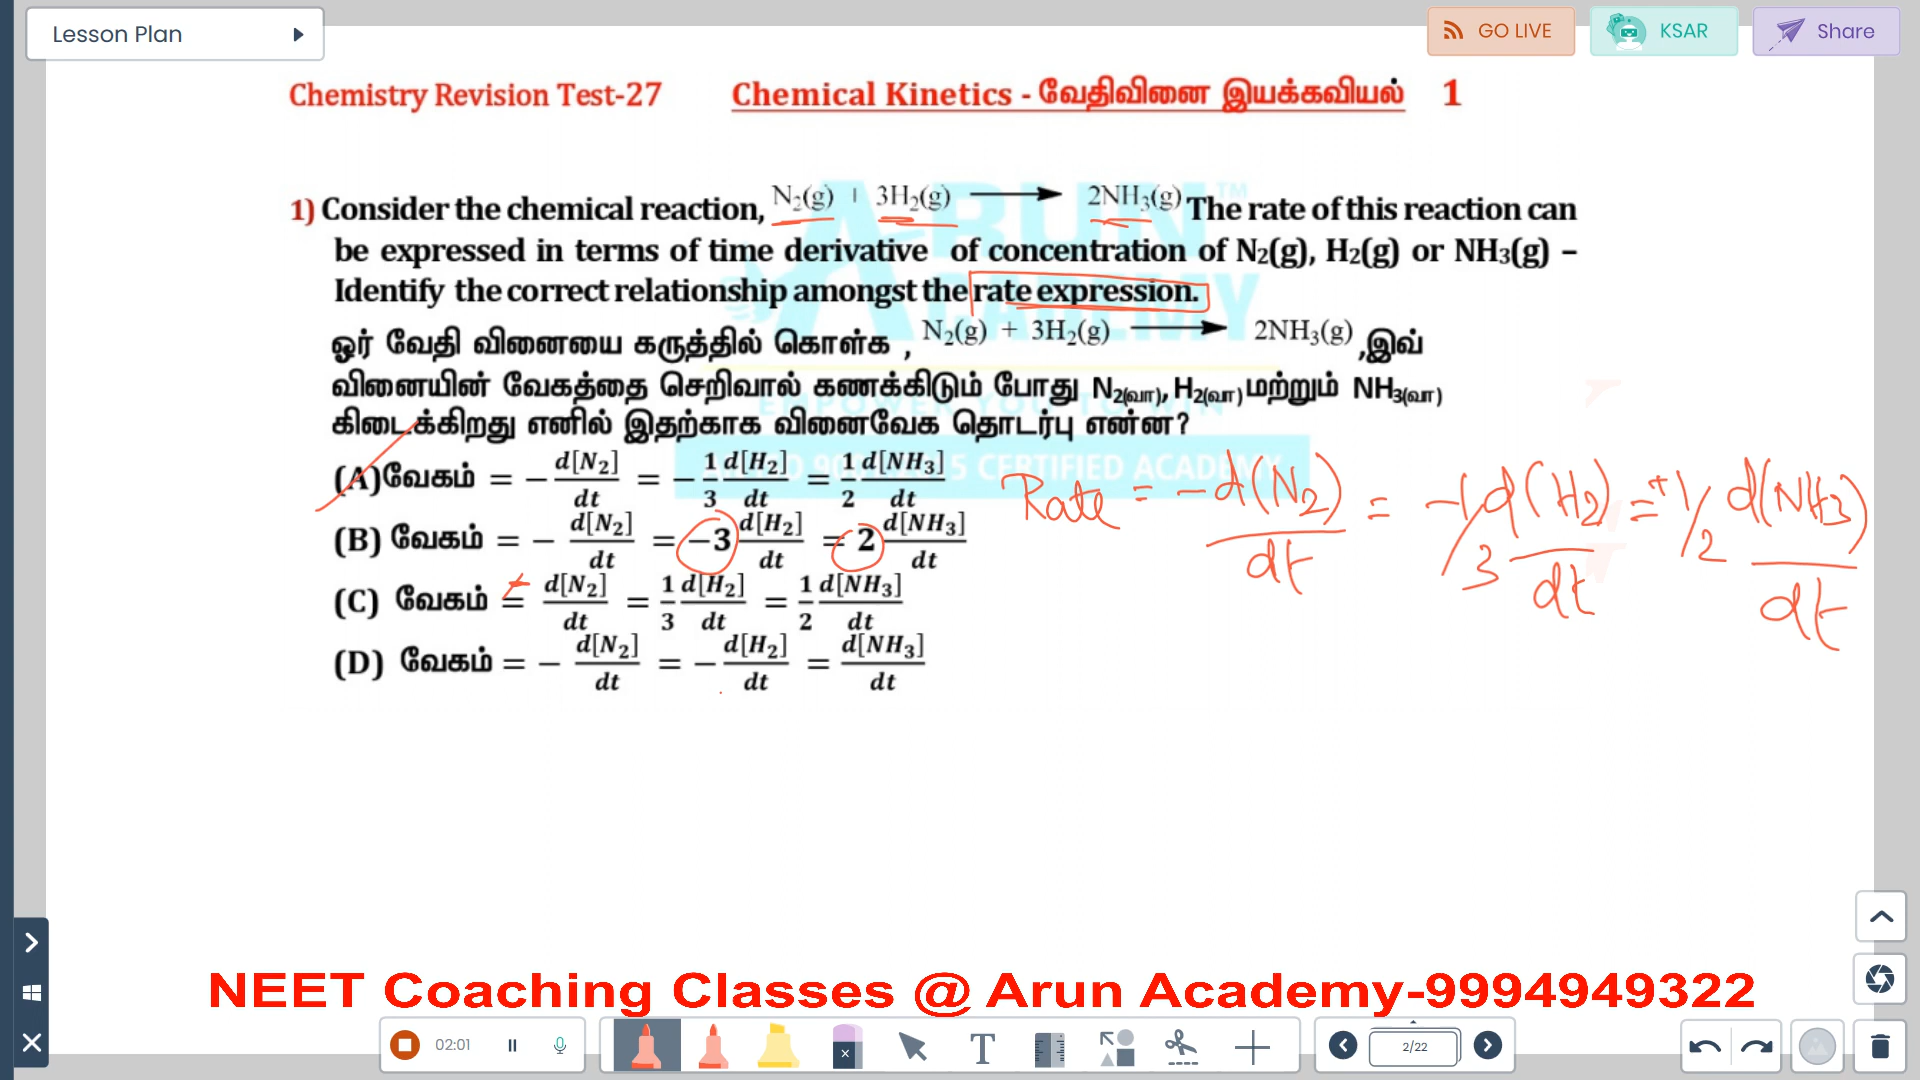 Lesson Plan
GO LIVE
KSAR
Share
Chemistry Revision Test-27 Chemical Kinetics - வேதிவினை இயக்கவியல் 1
1) Consider the chemical reaction, N₂(g) + 3H₂(g) ⟶ 2NH₃(g) The rate of this reaction can
be expressed in terms of time derivative of concentration of N₂(g), H₂(g) or NH₃(g) –
Identify the correct relationship amongst the rate expression.
ஓர் வேதி வினையை கருத்தில் கொள்க , N₂(g) + 3H₂(g) ⟶ 2NH₃(g) ,இவ்
வினையின் வேகத்தை செறிவால் கணக்கிடும் போது N₂(வா), H₂(வா) மற்றும் NH₃(வா)
கிடைக்கிறது எனில் இதற்காக வினைவேக தொடர்பு என்ன?
(A)வேகம் = − d[N₂]/dt = − 1/3 d[H₂]/dt = 1/2 d[NH₃]/dt
Rate = − d(N₂)/dt = −1/3 d(H₂)/dt = +1/2 d(NH₃)/dt
(B) வேகம் = − d[N₂]/dt = −3 d[H₂]/dt = 2 d[NH₃]/dt
(C) வேகம் = d[N₂]/dt = 1/3 d[H₂]/dt = 1/2 d[NH₃]/dt
(D) வேகம் = − d[N₂]/dt = − d[H₂]/dt = d[NH₃]/dt
NEET Coaching Classes @ Arun Academy-9994949322
02:01
T
2/22